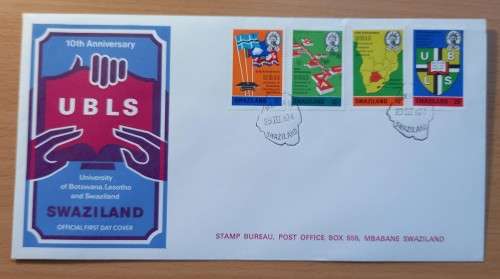 10th Anniversary
UBLS
University
of Botswana, Lesotho
and Swaziland
SWAZILAND
OFFICIAL FIRST DAY COVER
SWAZILAND
SWAZILAND
SWAZILAND
SWAZILAND
U B
L S
SWAZILAND
SWAZILAND
STAMP BUREAU, POST OFFICE BOX 555, MBABANE SWAZILAND